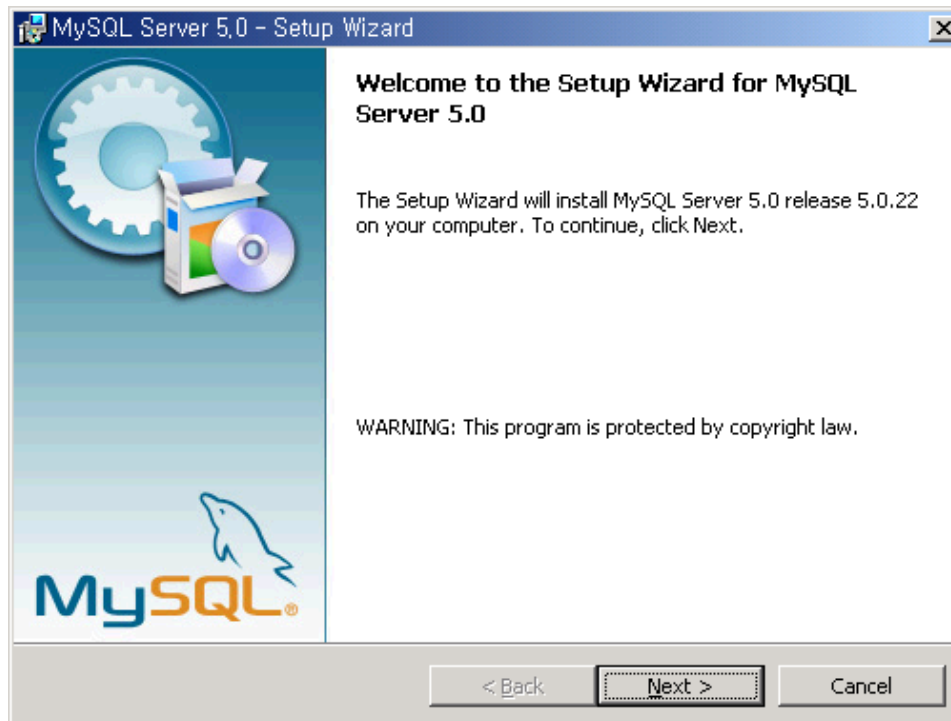 MySQL Server 5,0 - Setup Wizard
Welcome to the Setup Wizard for MySQL
Server 5.0
The Setup Wizard will install MySQL Server 5.0 release 5.0.22
on your computer. To continue, click Next.
WARNING: This program is protected by copyright law.
MySQL®
< Back
Next >
Cancel